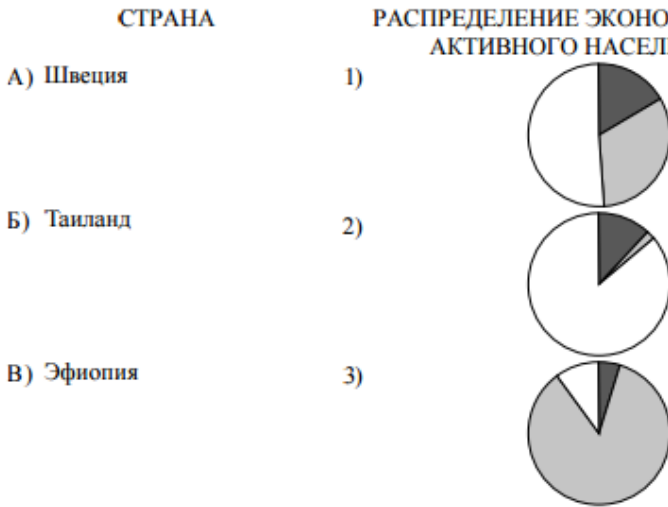 СТРАНА РАСПРЕДЕЛЕНИЕ ЭКОНО
АКТИВНОГО НАСЕЛ
А) Швеция 1)
Б) Таиланд 2)
В) Эфиопия 3)